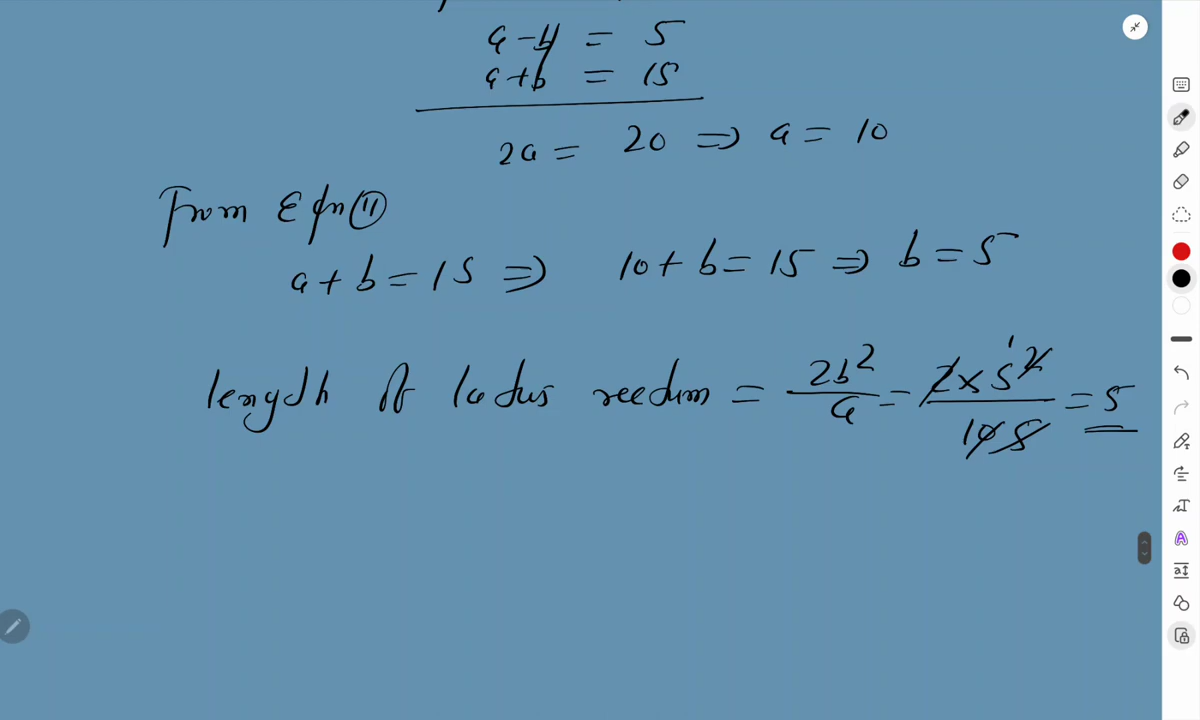 a - b = 5
a + b = 15
2a = 20 ⇒ a = 10
From Eqn (II)
a + b = 15 ⇒ 10 + b = 15 ⇒ b = 5
length of latus rectum = 2b²/a = 2 × 5²/10 5 = 5